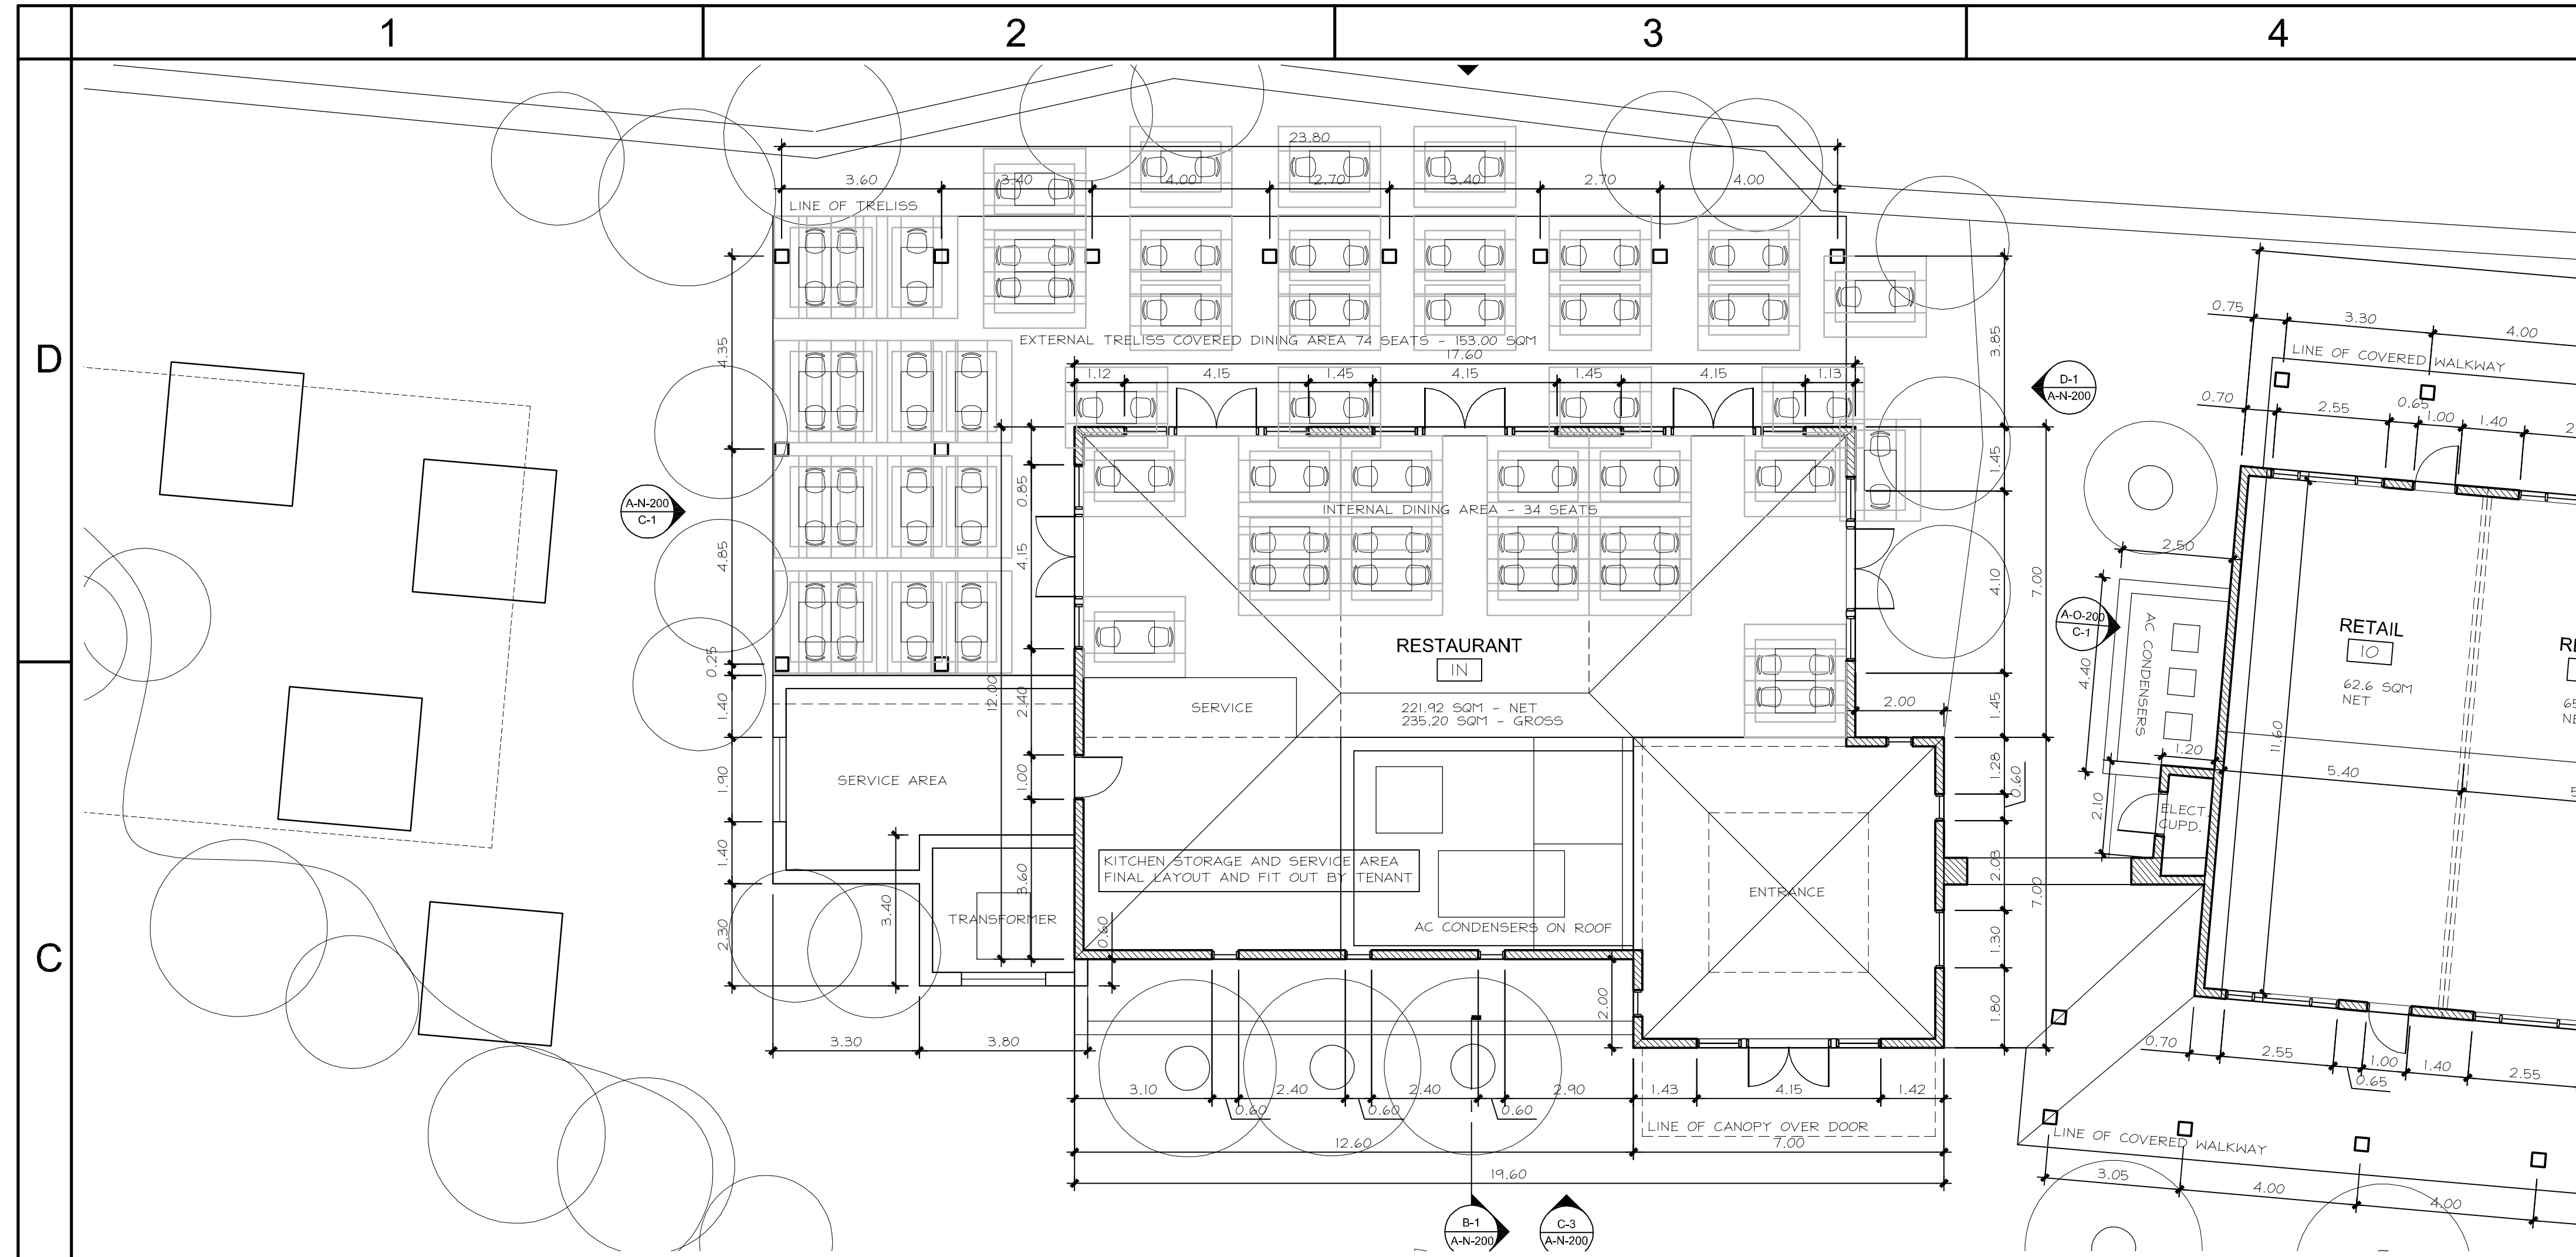 1
2
3
4
D
C
23.80
3.60
3.40
4.00
2.70
3.40
2.70
4.00
LINE OF TRELISS
EXTERNAL TRELISS COVERED DINING AREA 74 SEATS - 153.00 SQM
17.60
1.12
4.15
1.45
4.15
1.45
4.15
1.13
4.35
4.85
0.25
1.40
1.90
1.40
2.30
A-N-200
C-1
INTERNAL DINING AREA - 34 SEATS
0.85
4.15
12.00
2.40
1.00
3.60
0.60
RESTAURANT
1N
221.92 SQM - NET
235.20 SQM - GROSS
SERVICE
SERVICE AREA
KITCHEN STORAGE AND SERVICE AREA
FINAL LAYOUT AND FIT OUT BY TENANT
TRANSFORMER
3.40
AC CONDENSERS ON ROOF
ENTRANCE
3.85
1.45
4.10
7.00
1.45
2.00
1.28
0.60
2.03
7.00
1.30
1.80
2.00
3.30
3.80
3.10
2.40
2.40
2.90
1.43
4.15
1.42
0.60
0.60
0.60
LINE OF CANOPY OVER DOOR
12.60
7.00
19.60
B-1
A-N-200
C-3
A-N-200
D-1
A-N-200
0.75
3.30
4.00
LINE OF COVERED WALKWAY
0.70
2.55
0.65
1.00
1.40
2.50
A-O-200
C-1
AC CONDENSERS
4.40
1.20
2.10
ELECT.
CUPD.
RETAIL
10
62.6 SQM
NET
11.60
5.40
0.70
2.55
1.00
0.65
1.40
2.55
LINE OF COVERED WALKWAY
3.05
4.00
4.00